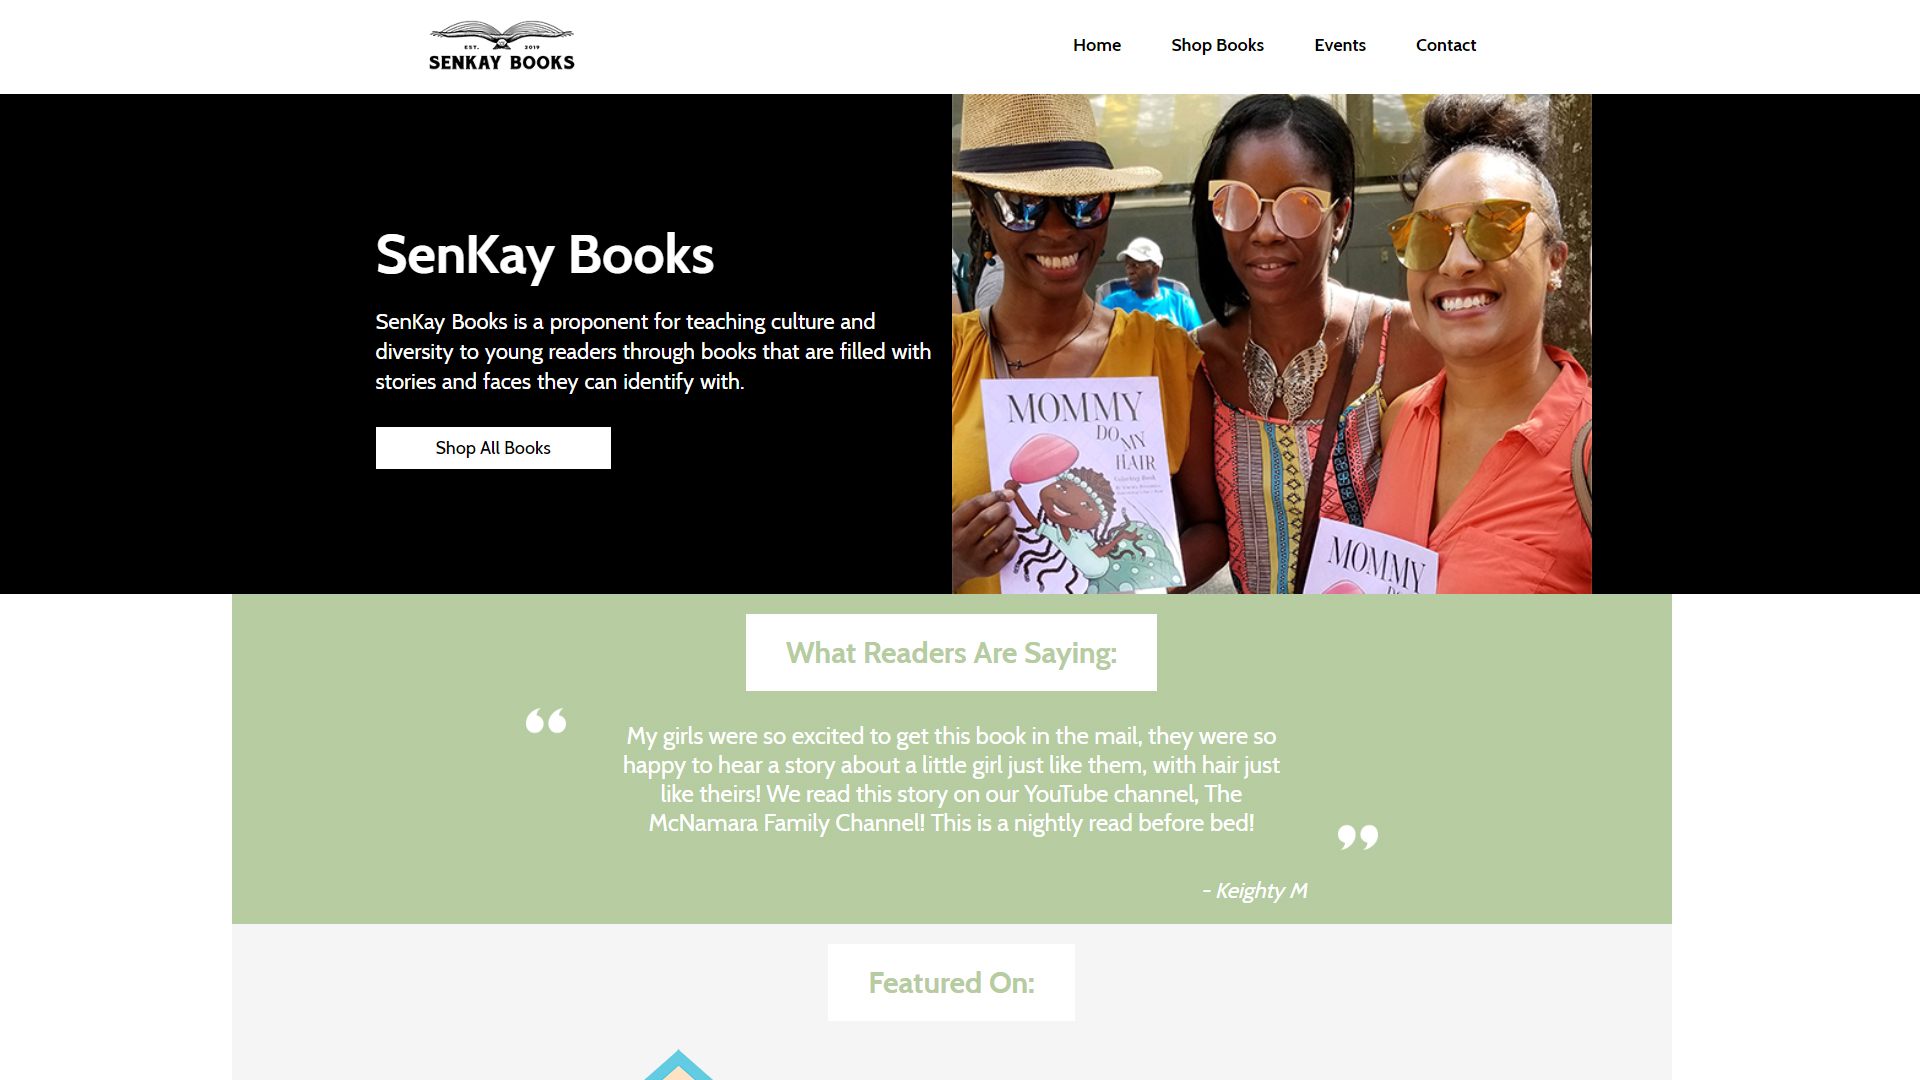 EST. 2019
SENKAY BOOKS
Home
Shop Books
Events
Contact
SenKay Books
SenKay Books is a proponent for teaching culture and
diversity to young readers through books that are filled with
stories and faces they can identify with.
Shop All Books
MOMMY
DO MY
HAIR
Coloring Book
MOMMY
What Readers Are Saying:
“
My girls were so excited to get this book in the mail, they were so
happy to hear a story about a little girl just like them, with hair just
like theirs! We read this story on our YouTube channel, The
McNamara Family Channel! This is a nightly read before bed!
”
- Keighty M
Featured On: